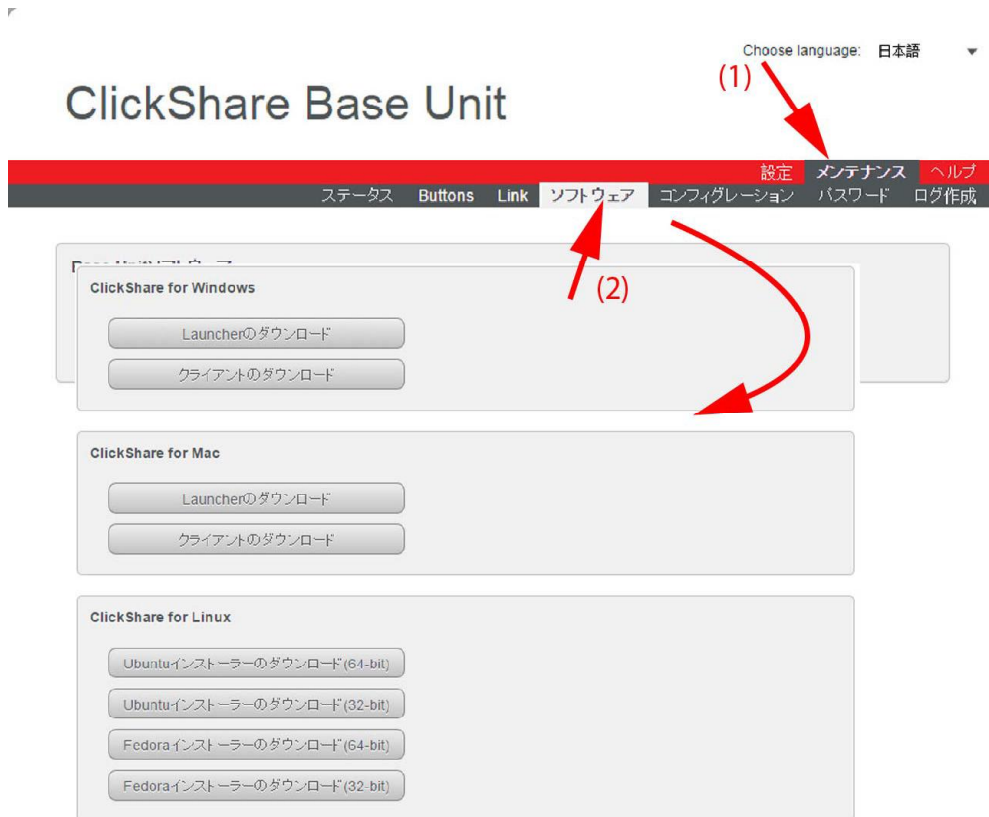 Choose language: 日本語
(1)
ClickShare Base Unit
設定 メンテナンス ヘルプ
ステータス Buttons Link ソフトウェア コンフィグレーション パスワード ログ作成
(2)
ClickShare for Windows
Launcherのダウンロード
クライアントのダウンロード
ClickShare for Mac
Launcherのダウンロード
クライアントのダウンロード
ClickShare for Linux
Ubuntuインストーラーのダウンロード(64-bit)
Ubuntuインストーラーのダウンロード(32-bit)
Fedoraインストーラーのダウンロード(64-bit)
Fedoraインストーラーのダウンロード(32-bit)